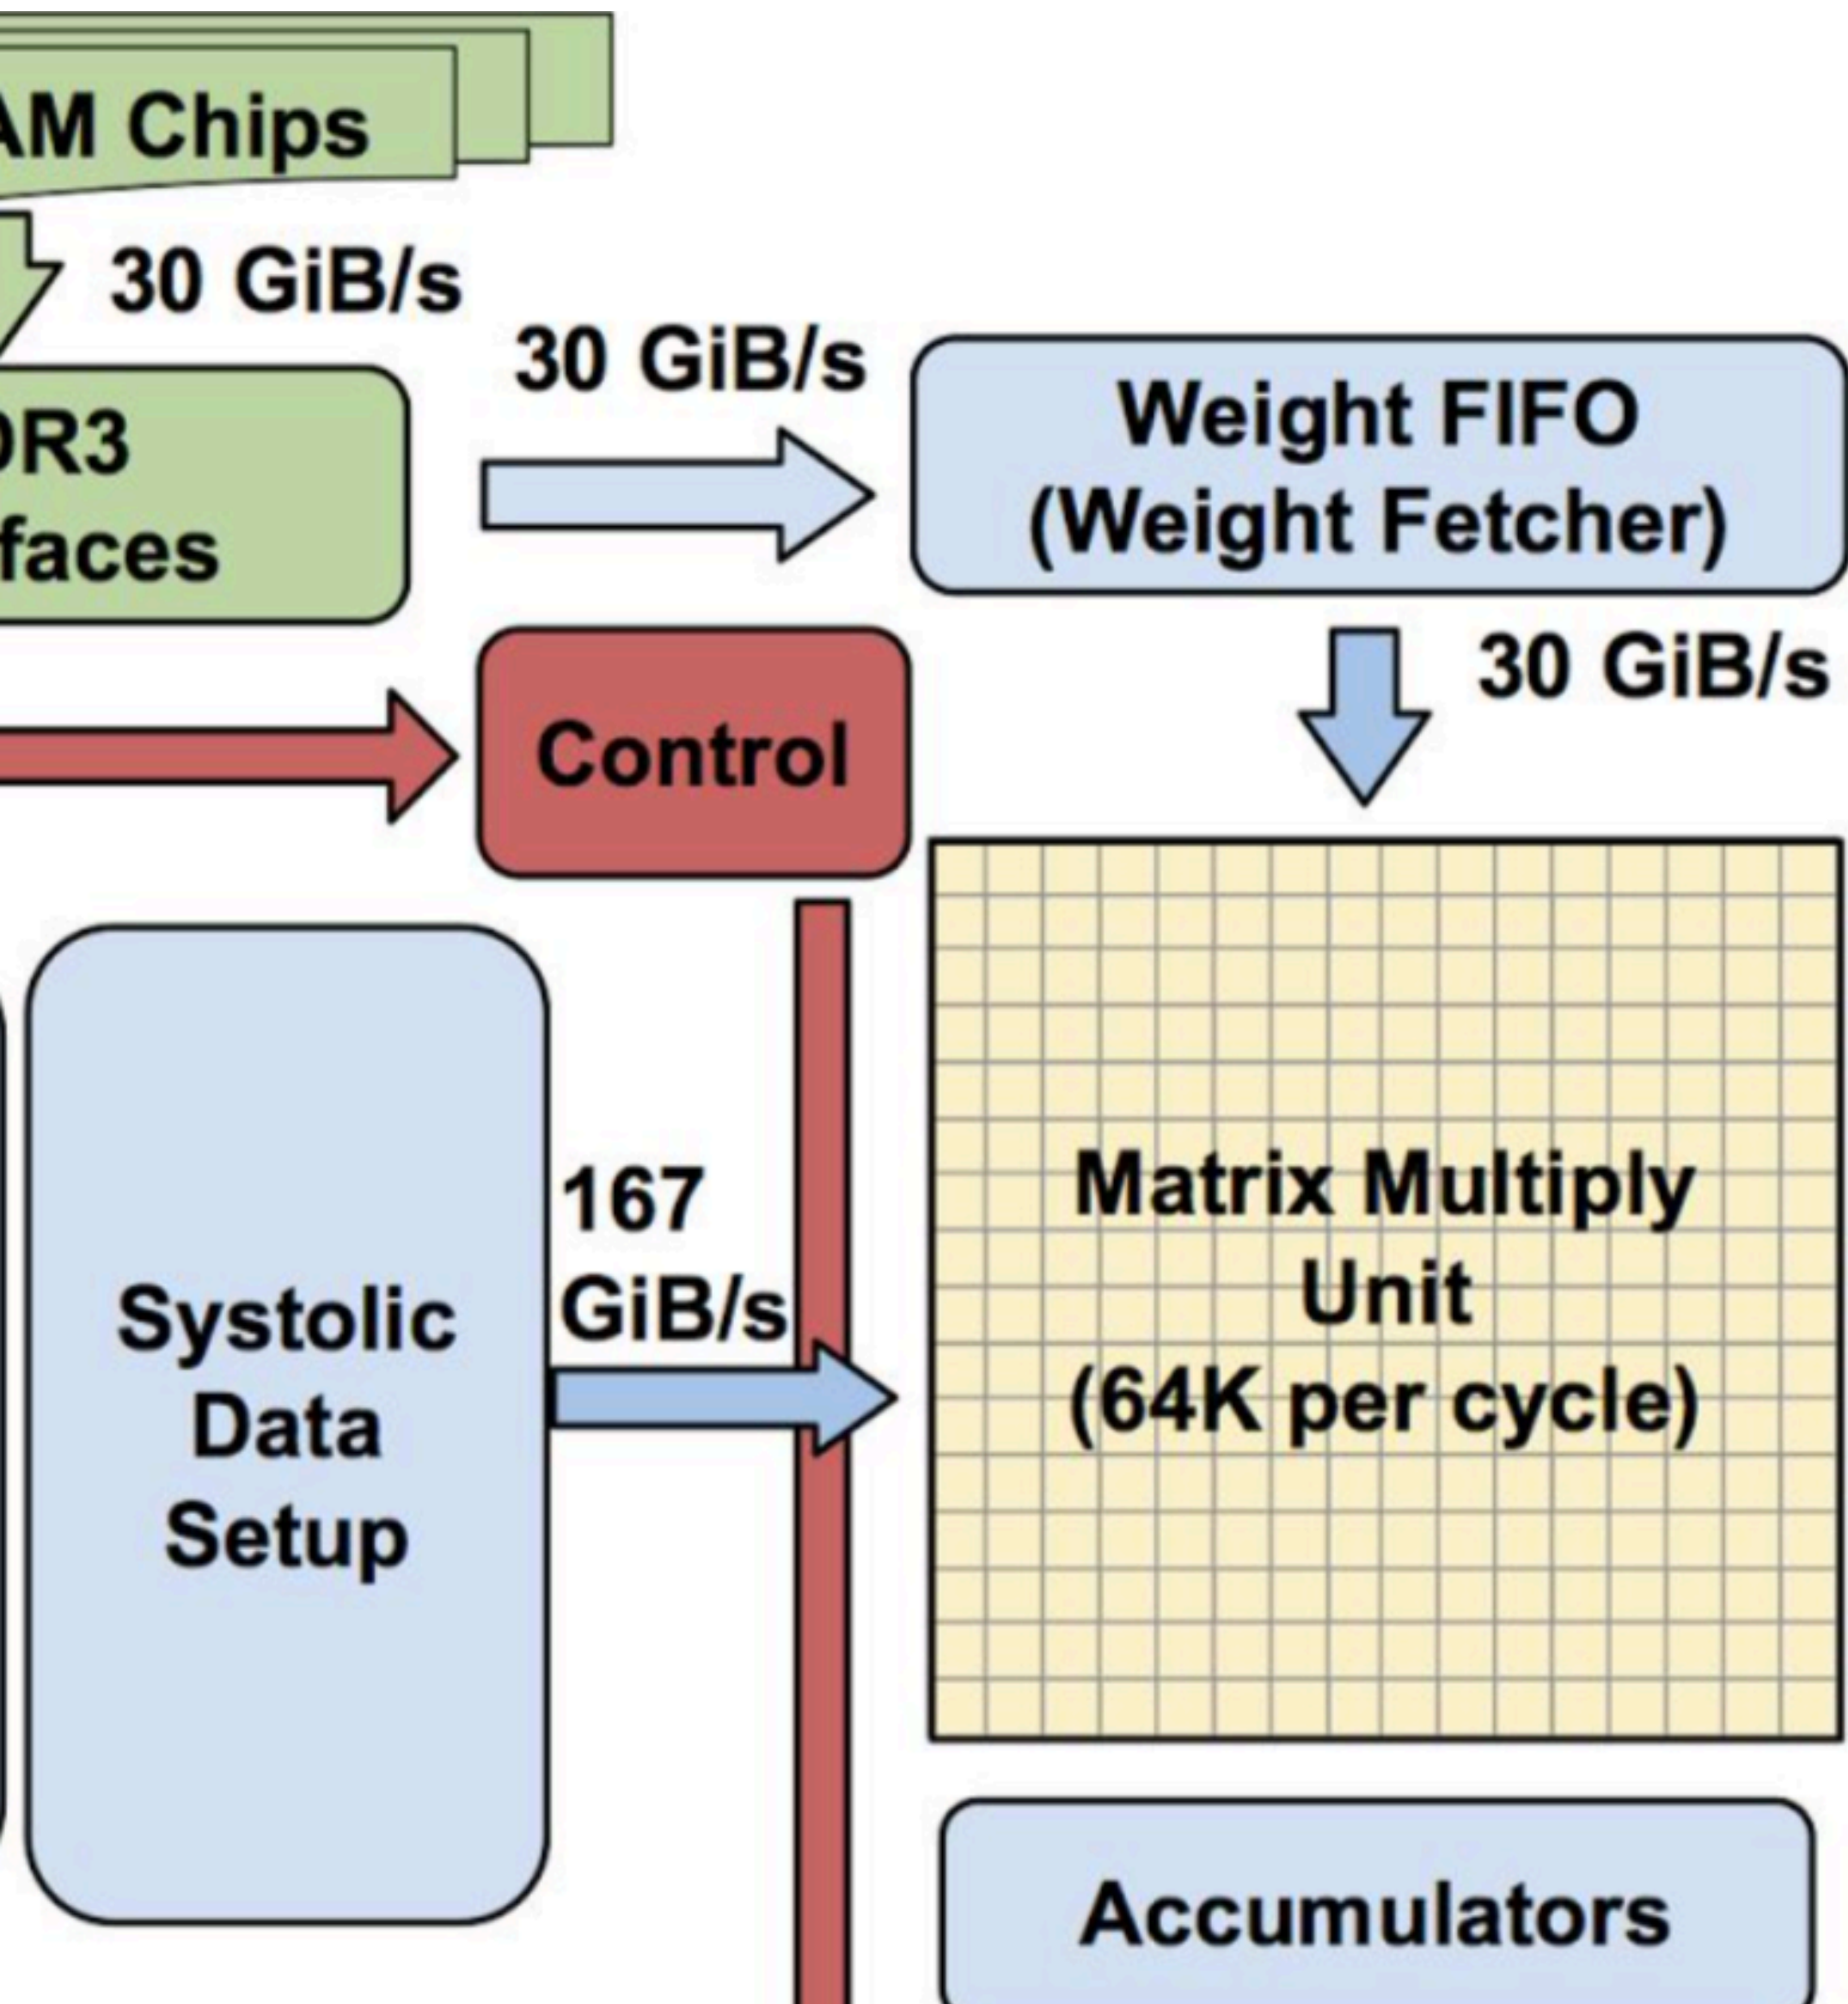 AM Chips
30 GiB/s
30 GiB/s
Weight FIFO
(Weight Fetcher)
DR3
faces
30 GiB/s
Control
167
GiB/s
Matrix Multiply
Unit
(64K per cycle)
Systolic
Data
Setup
Accumulators